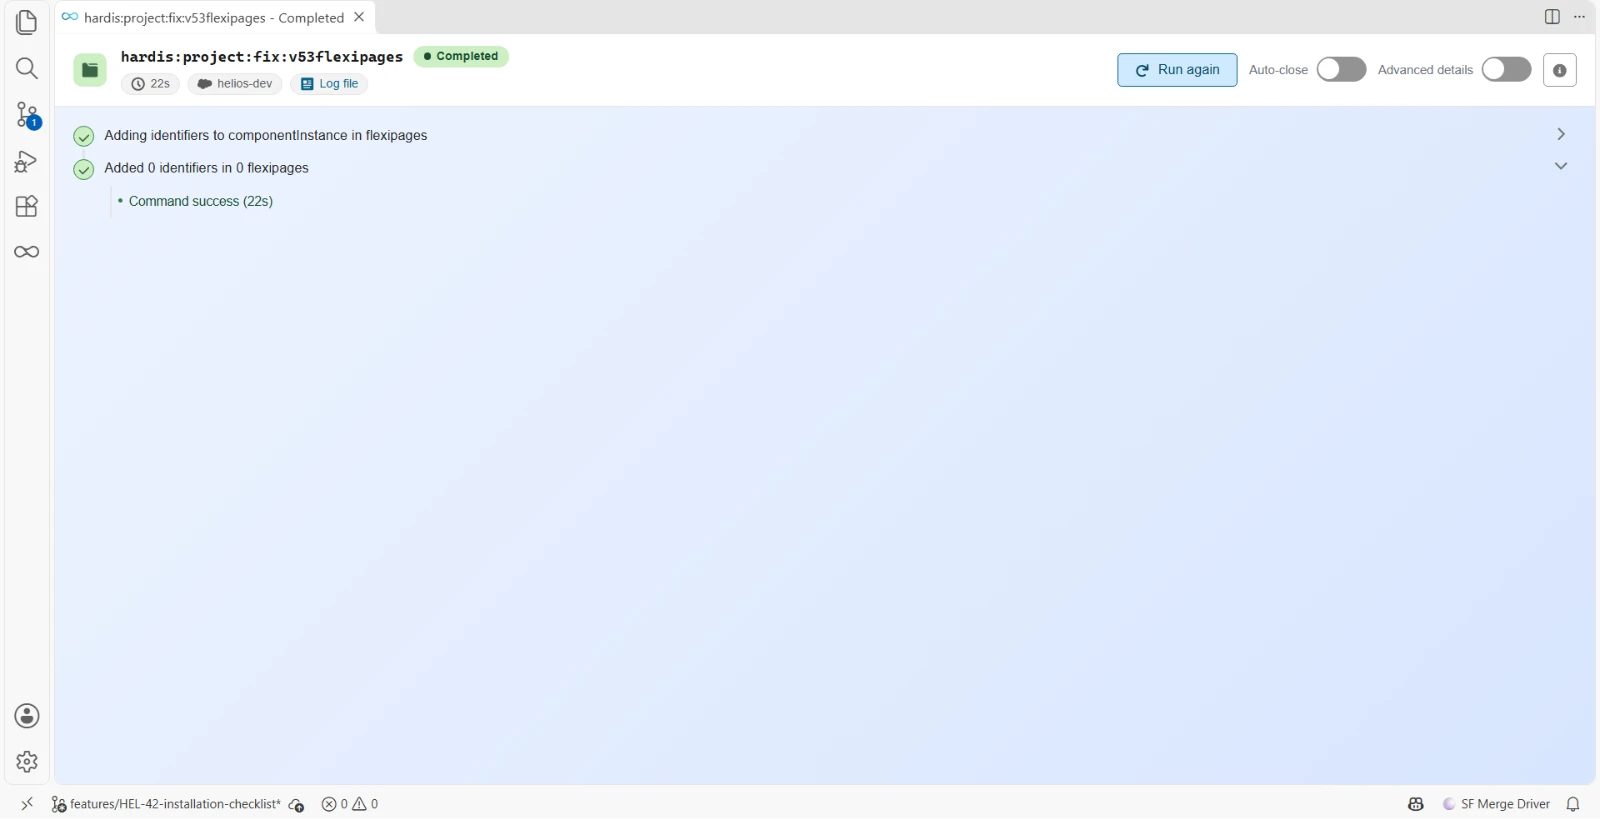 hardis:project:fix:v53flexipages - Completed
hardis:project:fix:v53flexipages
Completed
22s
helios-dev
Log file
Run again
Auto-close
Advanced details
Adding identifiers to componentInstance in flexipages
Added 0 identifiers in 0 flexipages
• Command success (22s)
1
features/HEL-42-installation-checklist*
0
0
SF Merge Driver